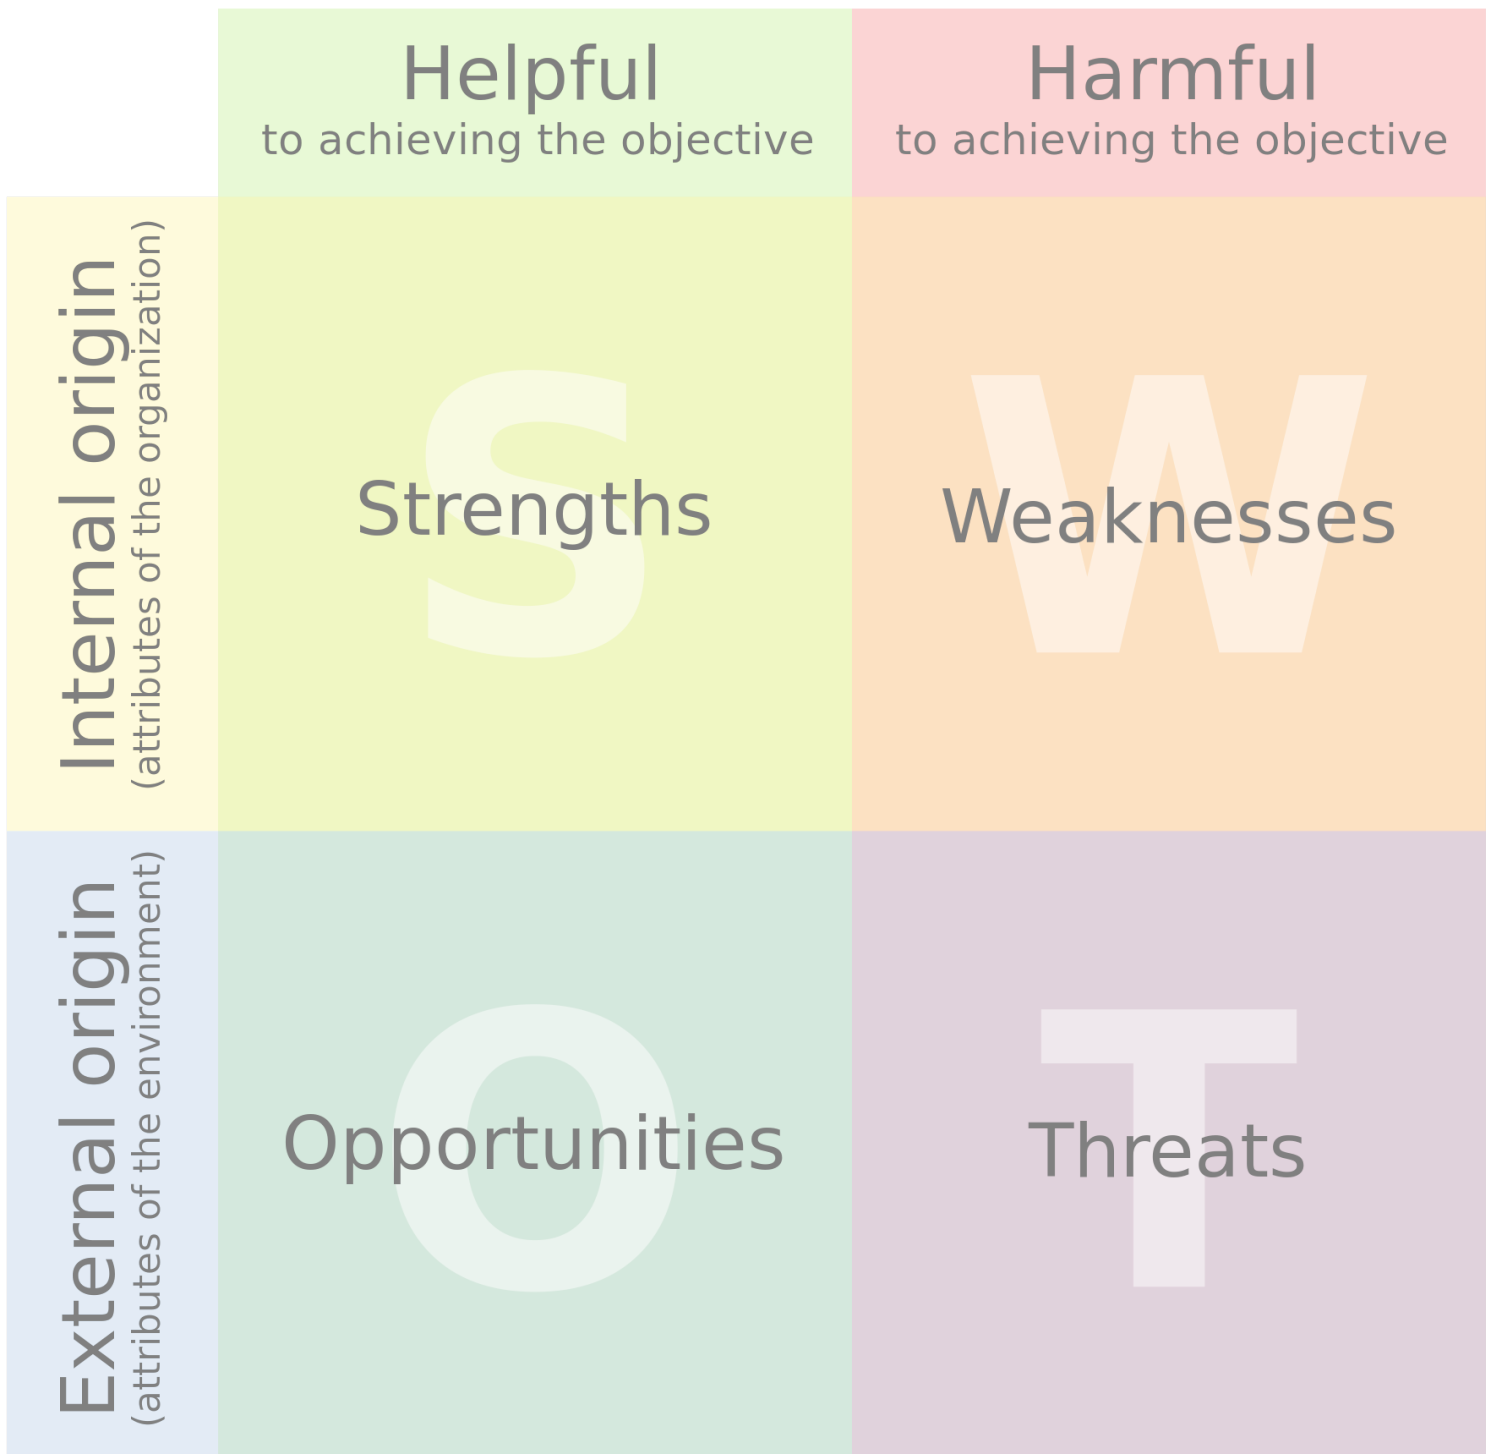 Helpful
to achieving the objective
Harmful
to achieving the objective
Internal origin
(attributes of the organization)
S
Strengths
W
Weaknesses
External origin
(attributes of the environment)
O
Opportunities
T
Threats